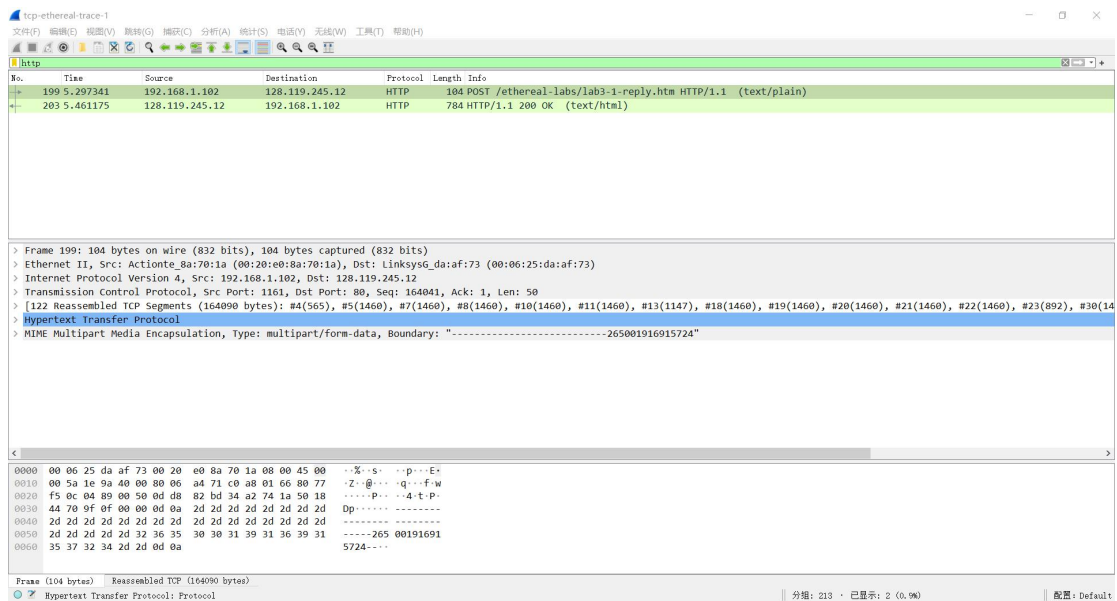 tcp-ethereal-trace-1
文件(F) 编辑(E) 视图(V) 跳转(G) 捕获(C) 分析(A) 统计(S) 电话(Y) 无线(W) 工具(T) 帮助(H)
http
No. Time Source Destination Protocol Length Info
199 5.297341 192.168.1.102 128.119.245.12 HTTP 104 POST /ethereal-labs/lab3-1-reply.htm HTTP/1.1 (text/plain)
203 5.461175 128.119.245.12 192.168.1.102 HTTP 784 HTTP/1.1 200 OK (text/html)
> Frame 199: 104 bytes on wire (832 bits), 104 bytes captured (832 bits)
> Ethernet II, Src: Actionte_8a:70:1a (00:20:e0:8a:70:1a), Dst: LinksysG_da:af:73 (00:06:25:da:af:73)
> Internet Protocol Version 4, Src: 192.168.1.102, Dst: 128.119.245.12
> Transmission Control Protocol, Src Port: 1161, Dst Port: 80, Seq: 164041, Ack: 1, Len: 50
> [122 Reassembled TCP Segments (164090 bytes): #4(565), #5(1460), #7(1460), #8(1460), #10(1460), #11(1460), #13(1147), #18(1460), #19(1460), #20(1460), #21(1460), #22(1460), #23(892), #30(14
> Hypertext Transfer Protocol
> MIME Multipart Media Encapsulation, Type: multipart/form-data, Boundary: "---------------------------265001916915724"
0000 00 06 25 da af 73 00 20 e0 8a 70 1a 08 00 45 00 ··%··s· ··p···E·
0010 00 5a 1e 9a 40 00 80 06 a4 71 c0 a8 01 66 80 77 ·Z··@··· ·q···f·w
0020 f5 0c 04 89 00 50 0d d8 82 bd 34 a2 74 1a 50 18 ·····P·· ··4·t·P·
0030 44 70 9f 0f 00 00 0d 0a 2d 2d 2d 2d 2d 2d 2d 2d Dp······ --------
0040 2d 2d 2d 2d 2d 2d 2d 2d 2d 2d 2d 2d 2d 2d 2d 2d -------- --------
0050 2d 2d 2d 2d 2d 32 36 35 30 30 31 39 31 36 39 31 -----265 00191691
0060 35 37 32 34 2d 2d 0d 0a 5724--··
Frame (104 bytes) Reassembled TCP (164090 bytes)
Hypertext Transfer Protocol: Protocol 分组: 213 · 已显示: 2 (0.9%) 配置: Default